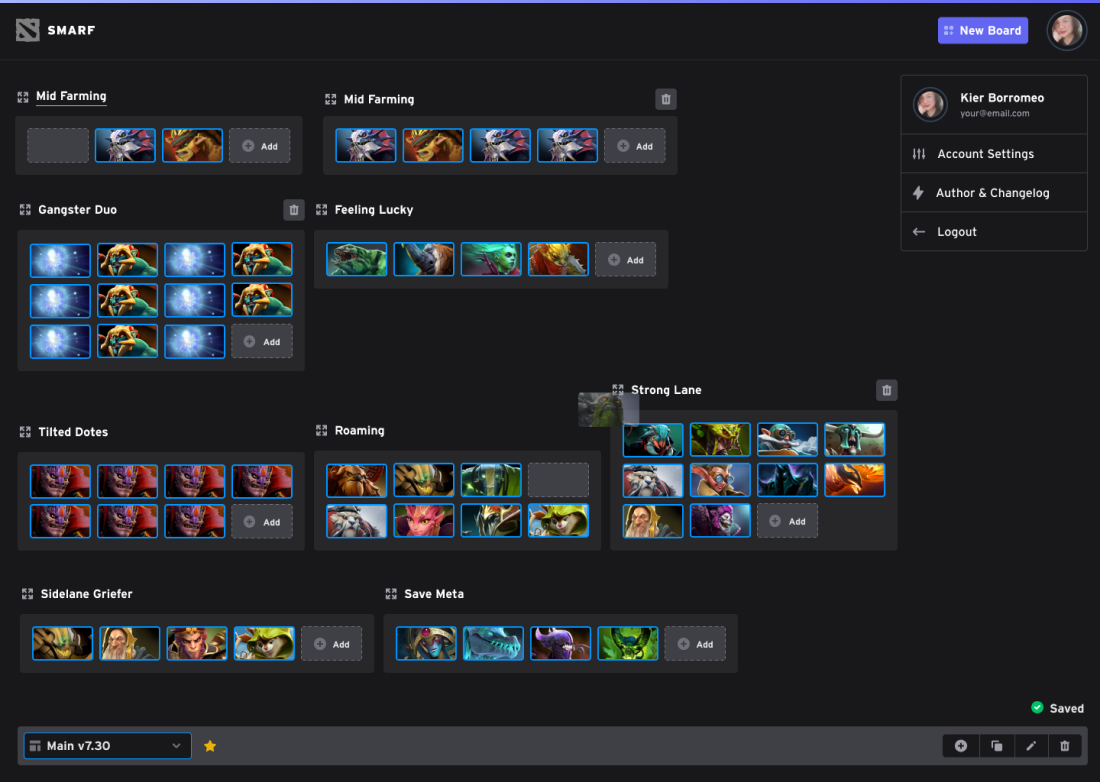 SMARF
New Board
Kier Borromeo
your@email.com
Account Settings
Author & Changelog
Logout
Mid Farming
Add
Mid Farming
Add
Gangster Duo
Add
Feeling Lucky
Add
Tilted Dotes
Add
Roaming
Strong Lane
Add
Sidelane Griefer
Add
Save Meta
Add
Saved
Main v7.30